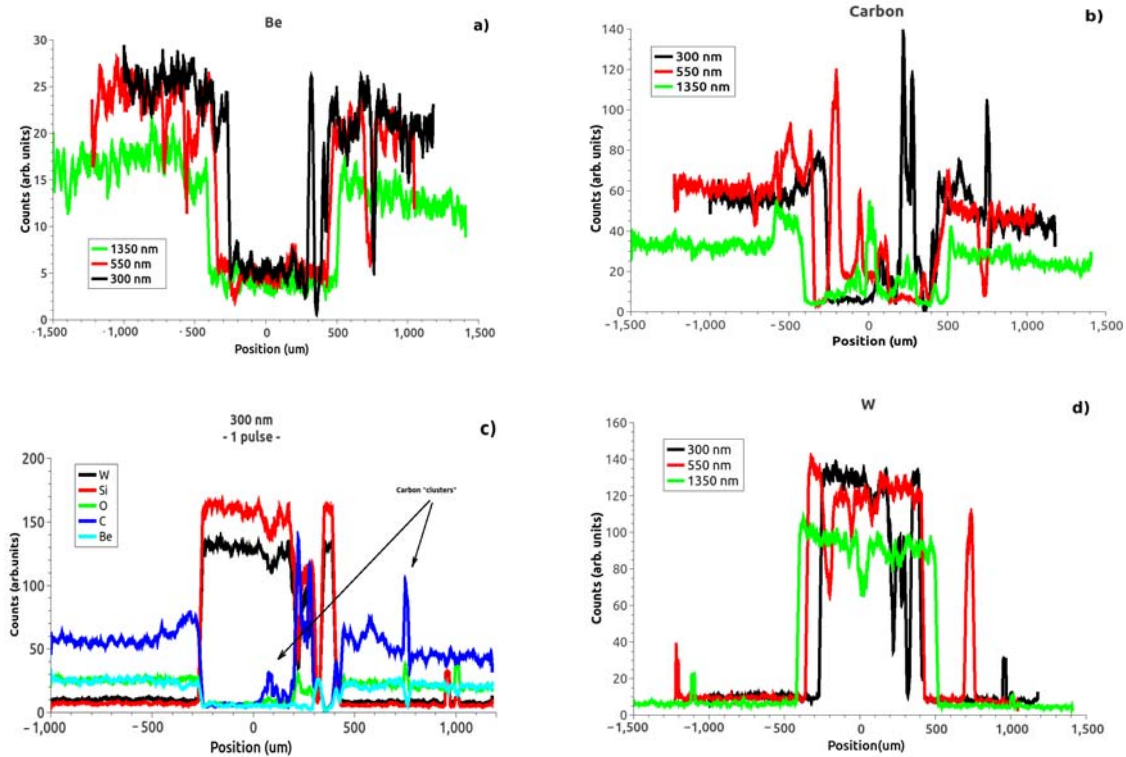 Be
a)
Counts (arb. units)
30
25
20
15
10
5
0
1350 nm
550 nm
300 nm
-1,500
-1,000
-500
0
500
1,000
1,500
Position (um)
Carbon
b)
Counts (arb. units)
140
120
100
80
60
40
20
0
300 nm
550 nm
1350 nm
-1,500
-1,000
-500
0
500
1,000
1,500
Position (um)
300 nm
- 1 pulse -
c)
Counts (arb.units)
200
150
100
50
0
W
Si
O
C
Be
Carbon "clusters"
-1,000
-500
0
500
1,000
Position (um)
W
d)
Counts (arb. units)
160
140
120
100
80
60
40
20
0
300 nm
550 nm
1350 nm
-1,500
-1,000
-500
0
500
1,000
1,500
Position(um)